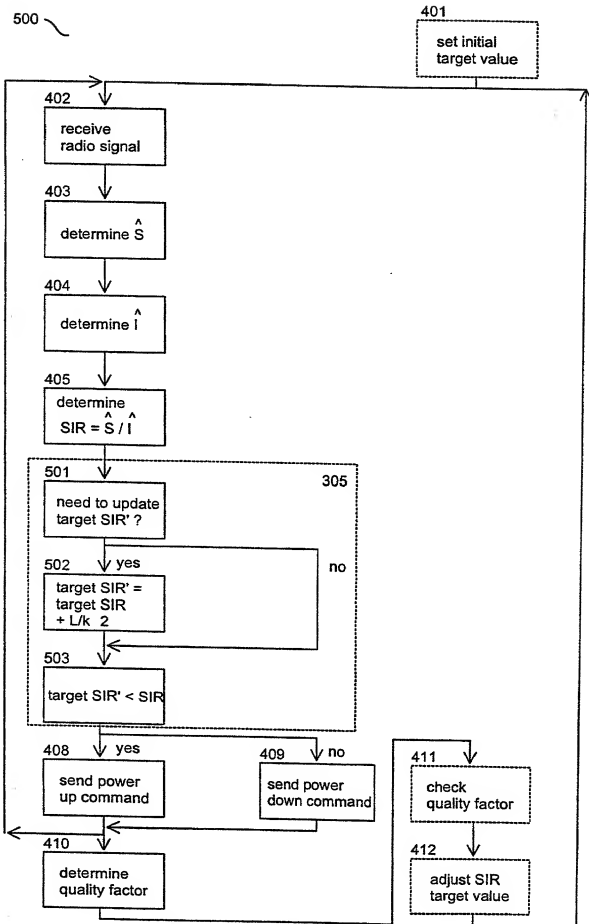 500
401
set initial
target value
402
receive
radio signal
403
determine Ŝ
404
determine Î
405
determine
SIR = Ŝ / Î
305
501
need to update
target SIR' ?
yes
no
502
target SIR' =
target SIR
+ L/k 2
503
target SIR' < SIR
yes
no
408
send power
up command
409
send power
down command
410
determine
quality factor
411
check
quality factor
412
adjust SIR
target value